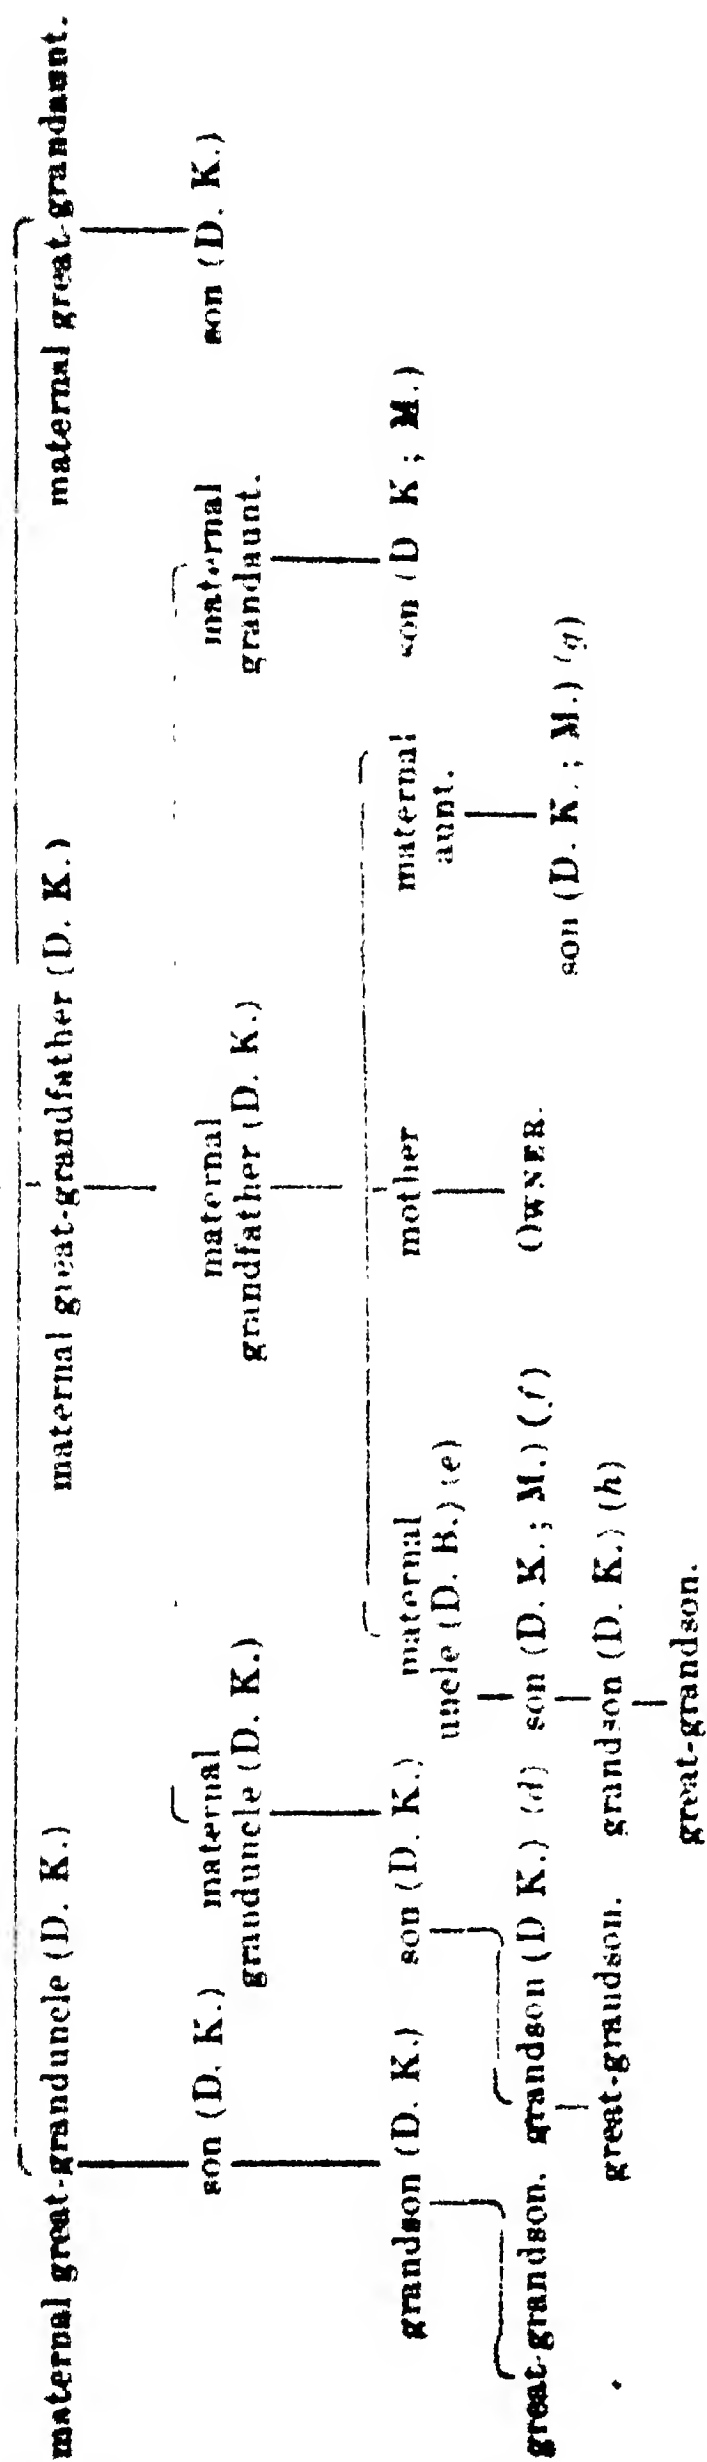 maternal great-granduncle (D. K.) maternal great-grandfather (D. K.) maternal great-grandaunt.
son (D. K.) maternal granduncle (D. K.) maternal grandfather (D. K.) maternal grandaunt. son (D. K.)
grandson (D. K.) son (D. K.) maternal uncle (D. B.) (e) mother maternal aunt. son (D K ; M.)
great-grandson. grandson (D K.) (d) son (D. K. ; M.) (f) OWNER. son (D. K. ; M.) (g)
great-grandson. grandson (D. K.) (h)
great-grandson.